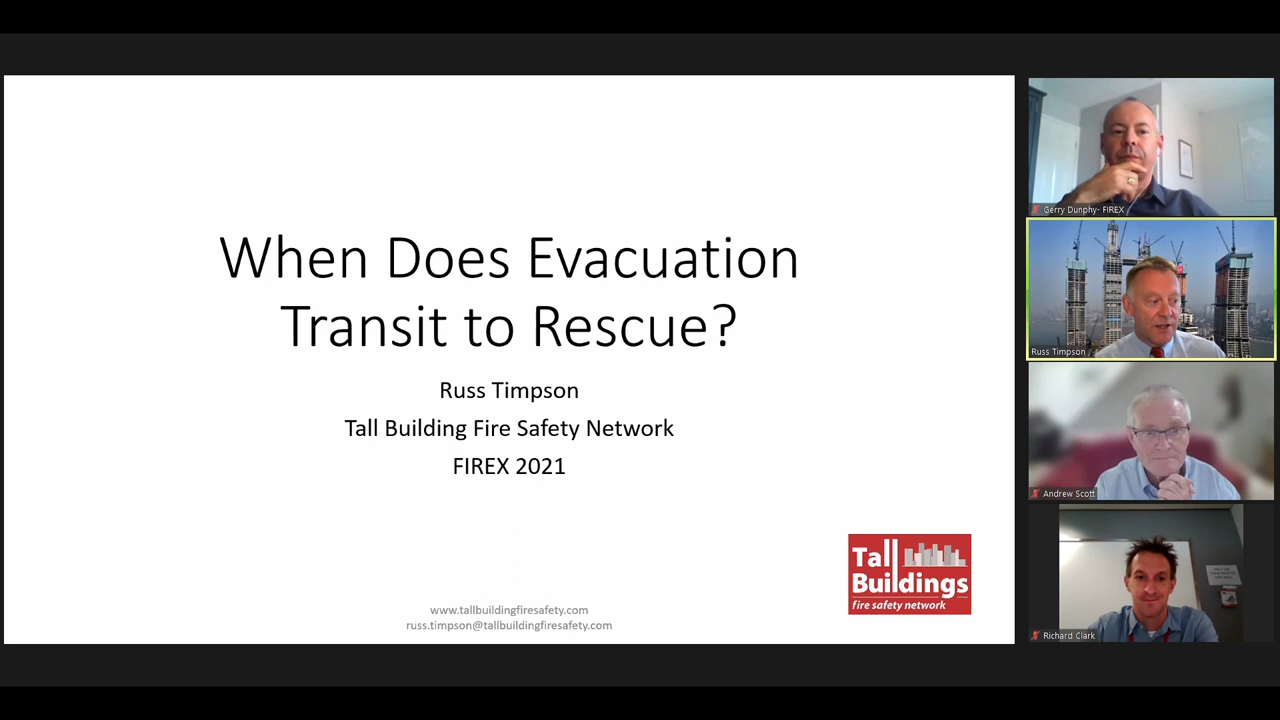 When Does Evacuation
Transit to Rescue?
Russ Timpson
Tall Building Fire Safety Network
FIREX 2021
Tall
Buildings
fire safety network
www.tallbuildingfiresafety.com
russ.timpson@tallbuildingfiresafety.com
Gerry Dunphy- FIREX
Russ Timpson
Andrew Scott
Richard Clark